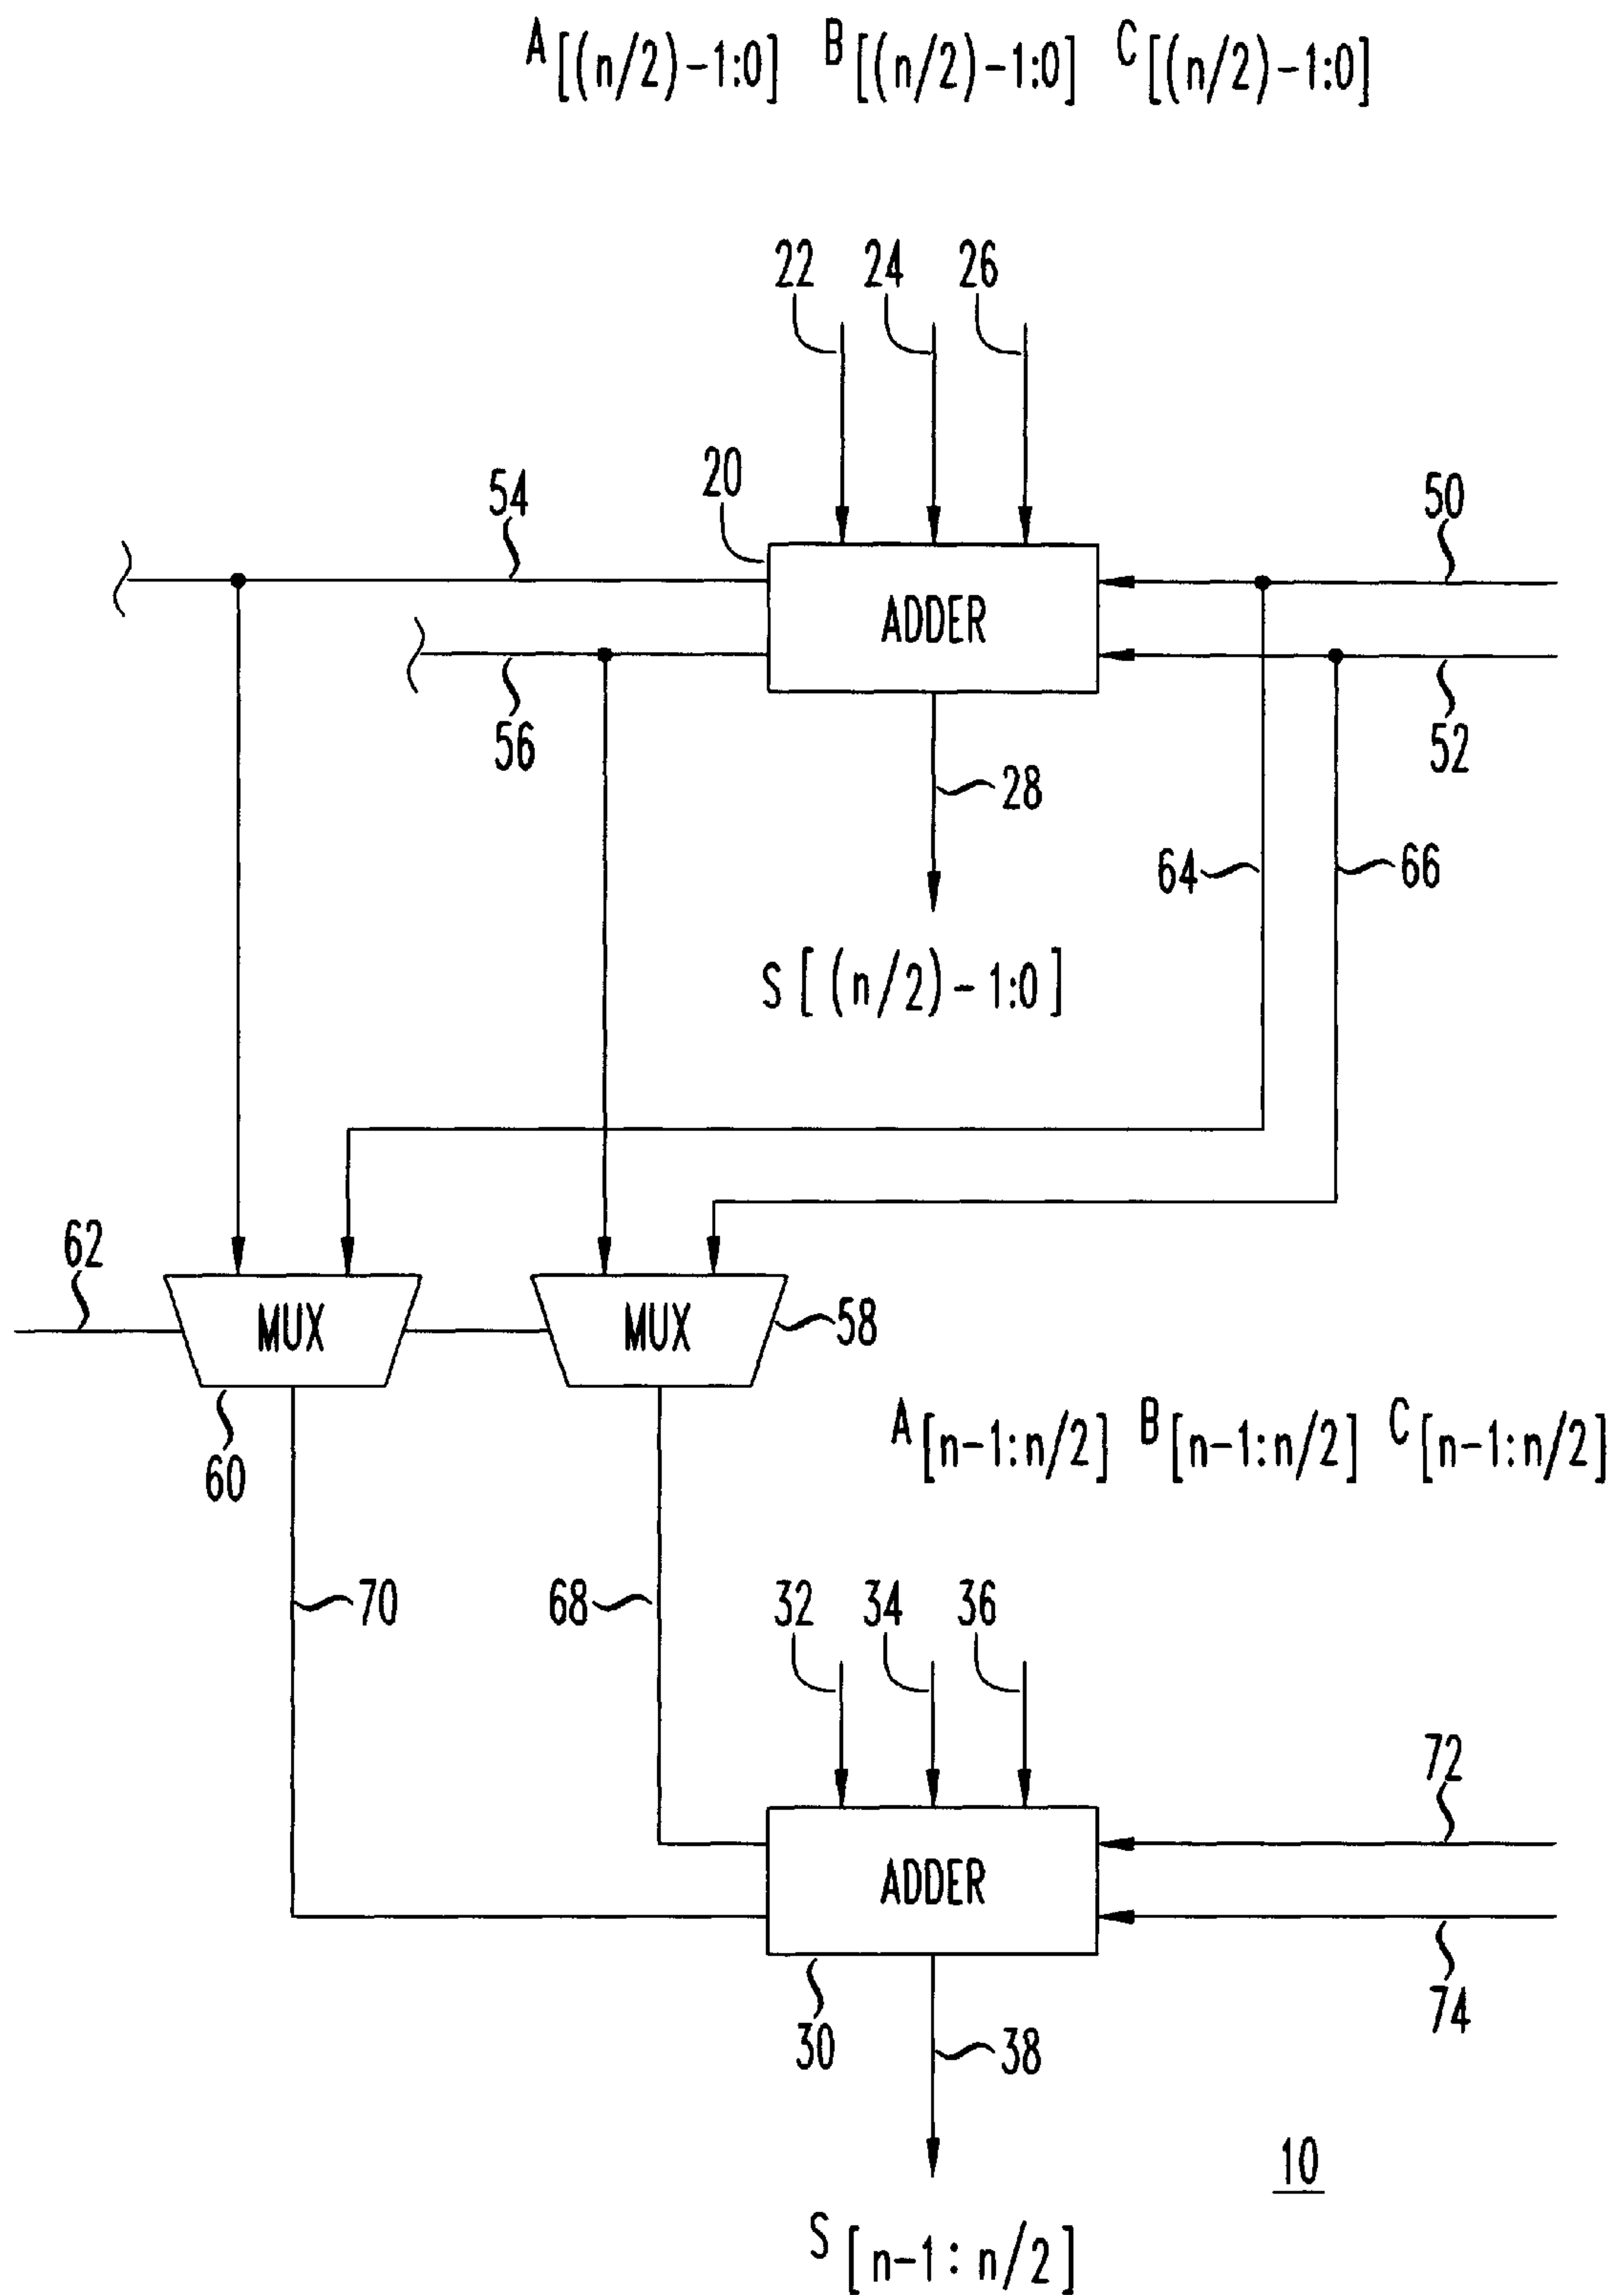 A[(n/2)-1:0] B[(n/2)-1:0] C[(n/2)-1:0]
22 24 26
20
54
50
ADDER
56
52
28
64
66
S[(n/2)-1:0]
62
MUX
MUX
58
60
A[n-1:n/2] B[n-1:n/2] C[n-1:n/2]
70
68
32 34 36
72
ADDER
74
30
38
10
S[n-1:n/2]